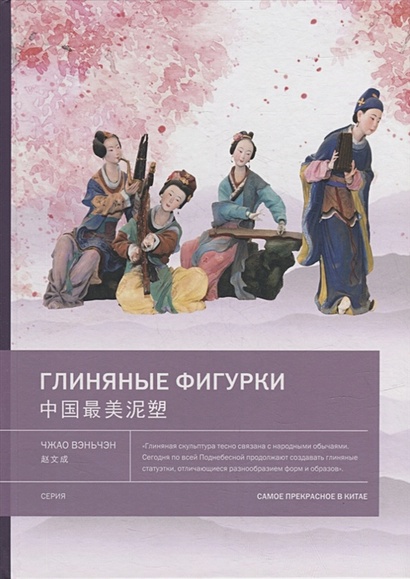 ГЛИНЯНЫЕ ФИГУРКИ
中国最美泥塑
ЧЖАО ВЭНЬЧЭН
赵文成
«Глиняная скульптура тесно связана с народными обычаями.
Сегодня по всей Поднебесной продолжают создавать глиняные
статуэтки, отличающиеся разнообразием форм и образов».
СЕРИЯ
САМОЕ ПРЕКРАСНОЕ В КИТАЕ